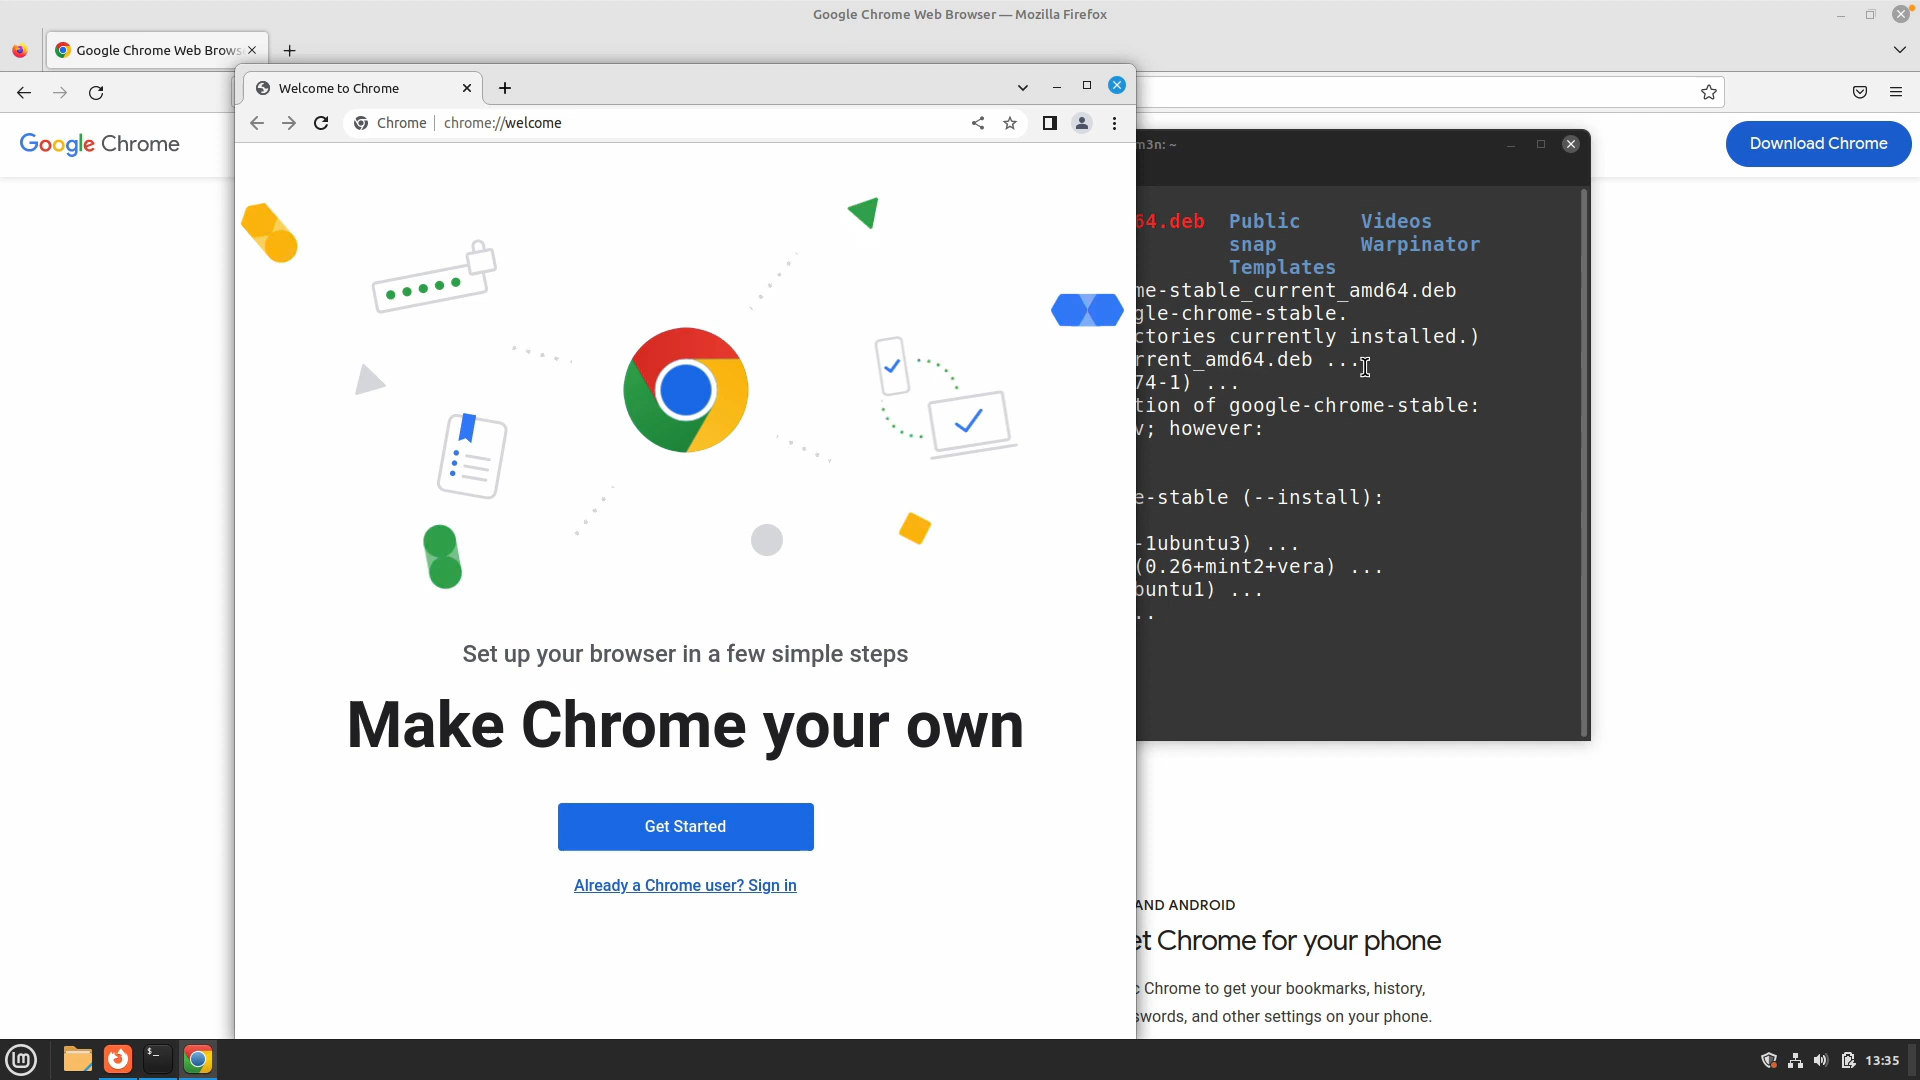 Google Chrome Web Browser — Mozilla Firefox
Google Chrome Web Brows
Welcome to Chrome
Chrome | chrome://welcome
Google Chrome
Download Chrome
m3n: ~
64.deb Public Videos
snap Warpinator
Templates
me-stable_current_amd64.deb
gle-chrome-stable.
ctories currently installed.)
rrent_amd64.deb ...
74-1) ...
tion of google-chrome-stable:
v; however:
e-stable (--install):
-1ubuntu3) ...
(0.26+mint2+vera) ...
buntu1) ...
..
Set up your browser in a few simple steps
Make Chrome your own
Get Started
Already a Chrome user? Sign in
AND ANDROID
et Chrome for your phone
c Chrome to get your bookmarks, history,
swords, and other settings on your phone.
13:35